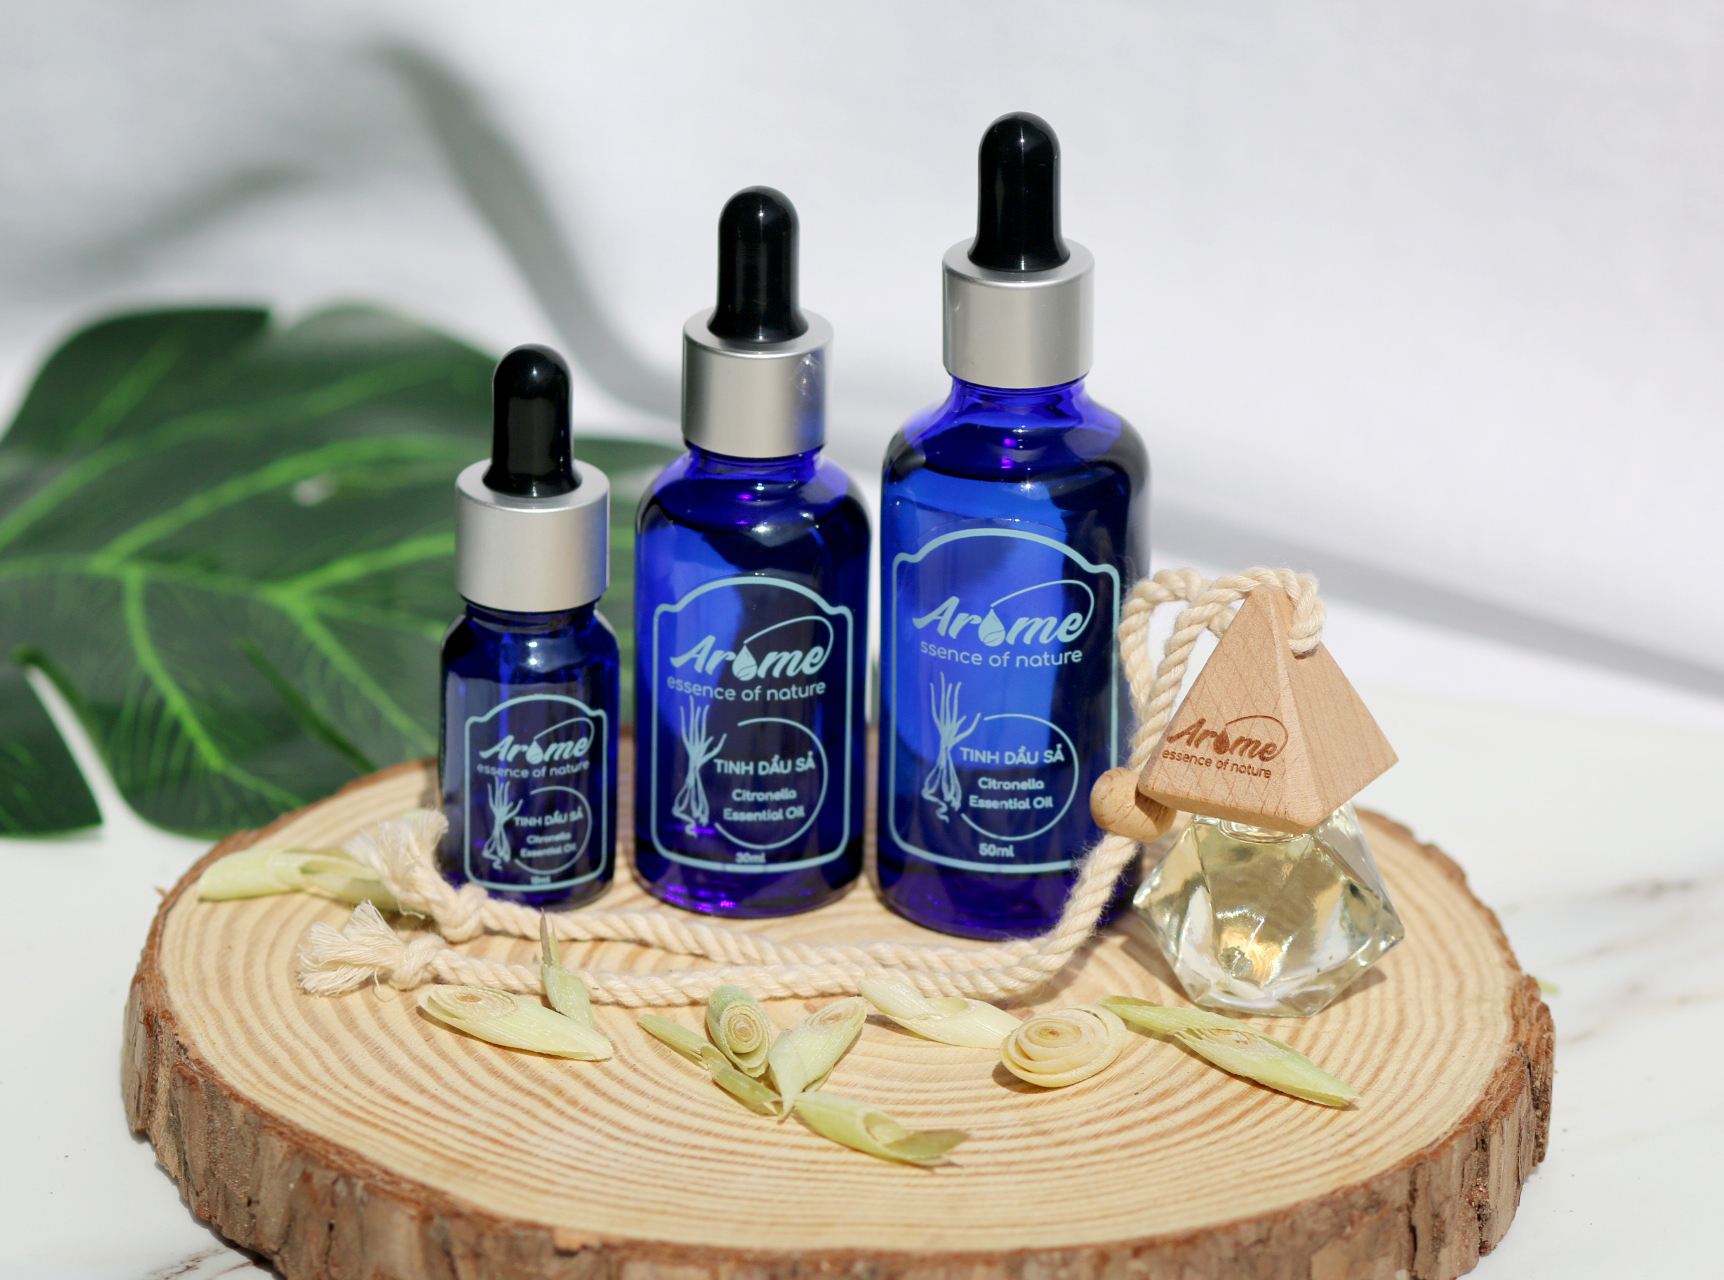 Arome
essence of nature
TINH DẦU SẢ
Citronella
Essential Oil
10ml
Arome
essence of nature
TINH DẦU SẢ
Citronella
Essential Oil
30ml
Arome
ssence of nature
TINH DẦU SẢ
Citronella
Essential Oil
50ml
Arome
essence of nature